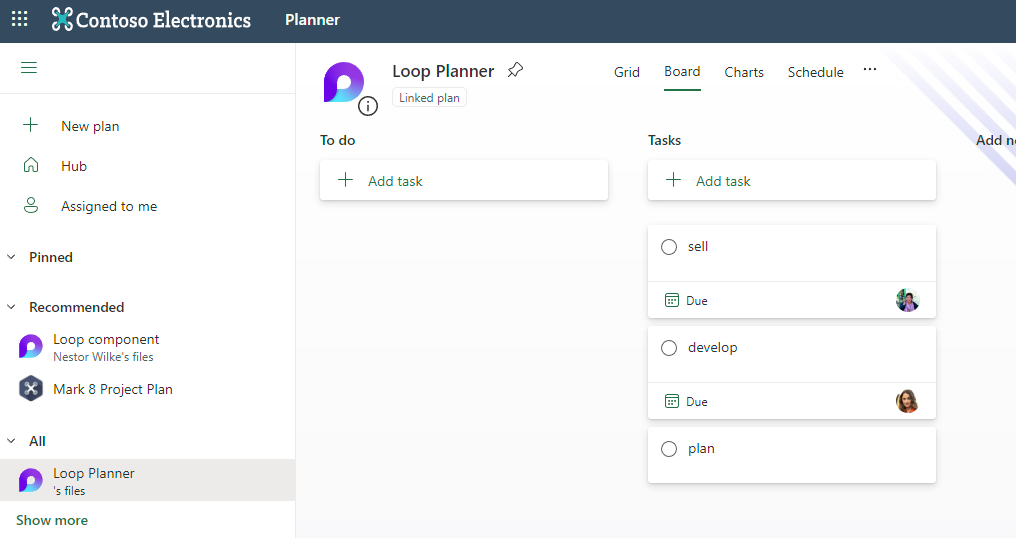 Contoso Electronics Planner
New plan
Hub
Assigned to me
Pinned
Recommended
Loop component
Nestor Wilke's files
Mark 8 Project Plan
All
Loop Planner
's files
Show more
Loop Planner
Linked plan
Grid Board Charts Schedule ...
To do
Add task
Tasks
Add task
sell
Due
develop
Due
plan
Add